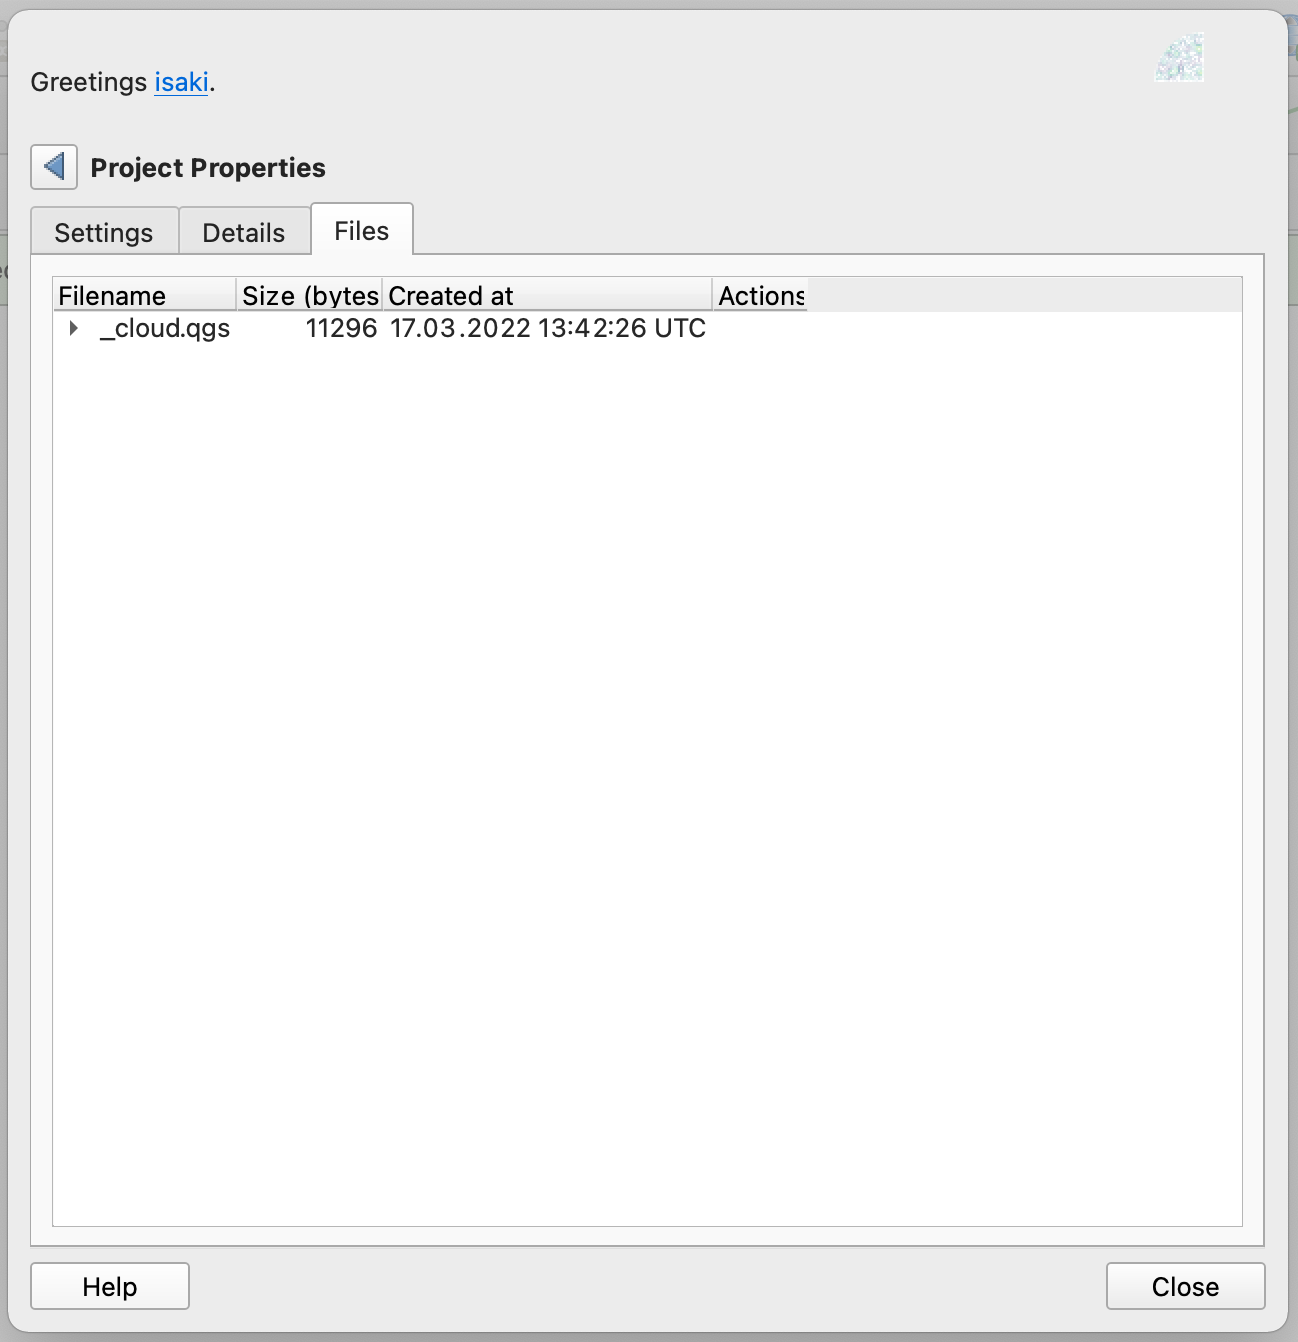 Greetings isaki.
Project Properties
Settings Details Files
Filename Size (bytes Created at Actions
_cloud.qgs 11296 17.03.2022 13:42:26 UTC
Help Close